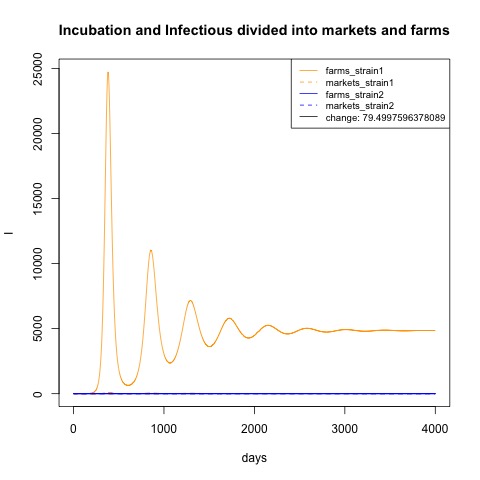 Incubation and Infectious divided into markets and farms
farms_strain1
markets_strain1
farms_strain2
markets_strain2
change: 79.4997596378089
25000
20000
15000
10000
5000
0
I
0 1000 2000 3000 4000
days